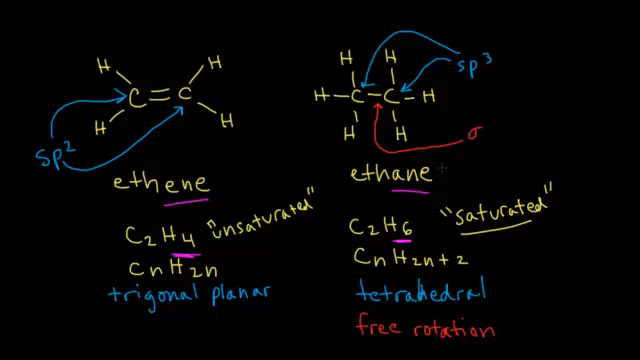 H H
C = C
H H
sp²
ethene
C₂H₄ "unsaturated"
CnH₂n
trigonal planar
H H
H — C — C — H
H H
sp³
σ
ethane
C₂H₆ "saturated"
CnH₂n+2
tetrahedral
free rotation